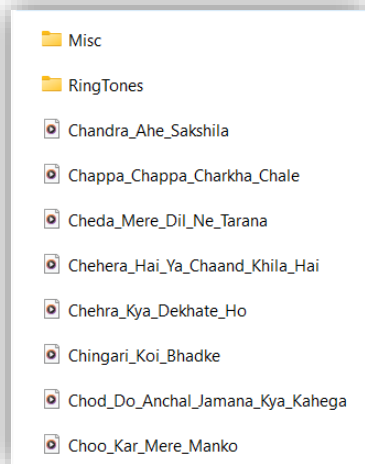 Misc
RingTones
Chandra_Ahe_Sakshila
Chappa_Chappa_Charkha_Chale
Cheda_Mere_Dil_Ne_Tarana
Chehera_Hai_Ya_Chaand_Khila_Hai
Chehra_Kya_Dekhate_Ho
Chingari_Koi_Bhadke
Chod_Do_Anchal_Jamana_Kya_Kahega
Choo_Kar_Mere_Manko